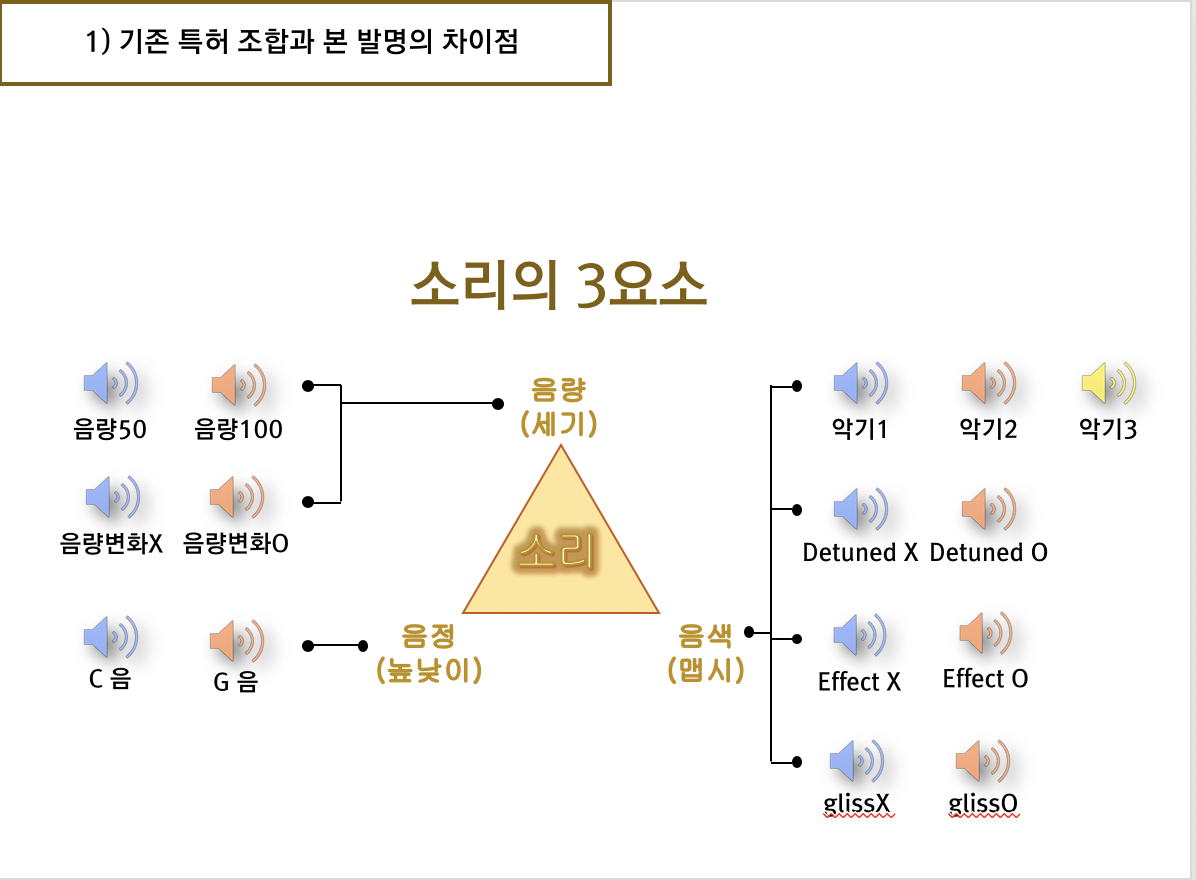 1) 기존 특허 조합과 본 발명의 차이점
소리의 3요소
음량50 음량100
음량변화X 음량변화O
C 음 G 음
음량
(세기)
소리
음정
(높낮이)
음색
(맵시)
악기1 악기2 악기3
Detuned X Detuned O
Effect X Effect O
glissX glissO